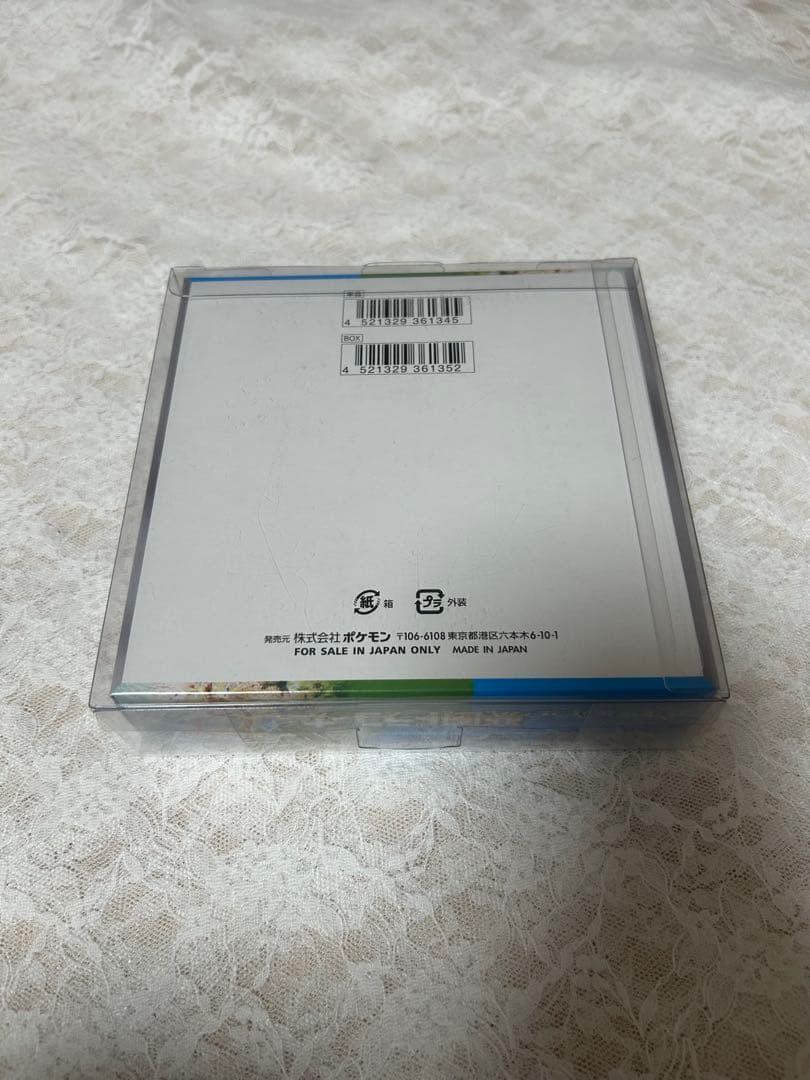 単品
4 521329 361345
BOX
4 521329 361352
紙 箱 プラ 外装
発売元 株式会社 ポケモン 〒106-6108 東京都港区六本木6-10-1
FOR SALE IN JAPAN ONLY MADE IN JAPAN